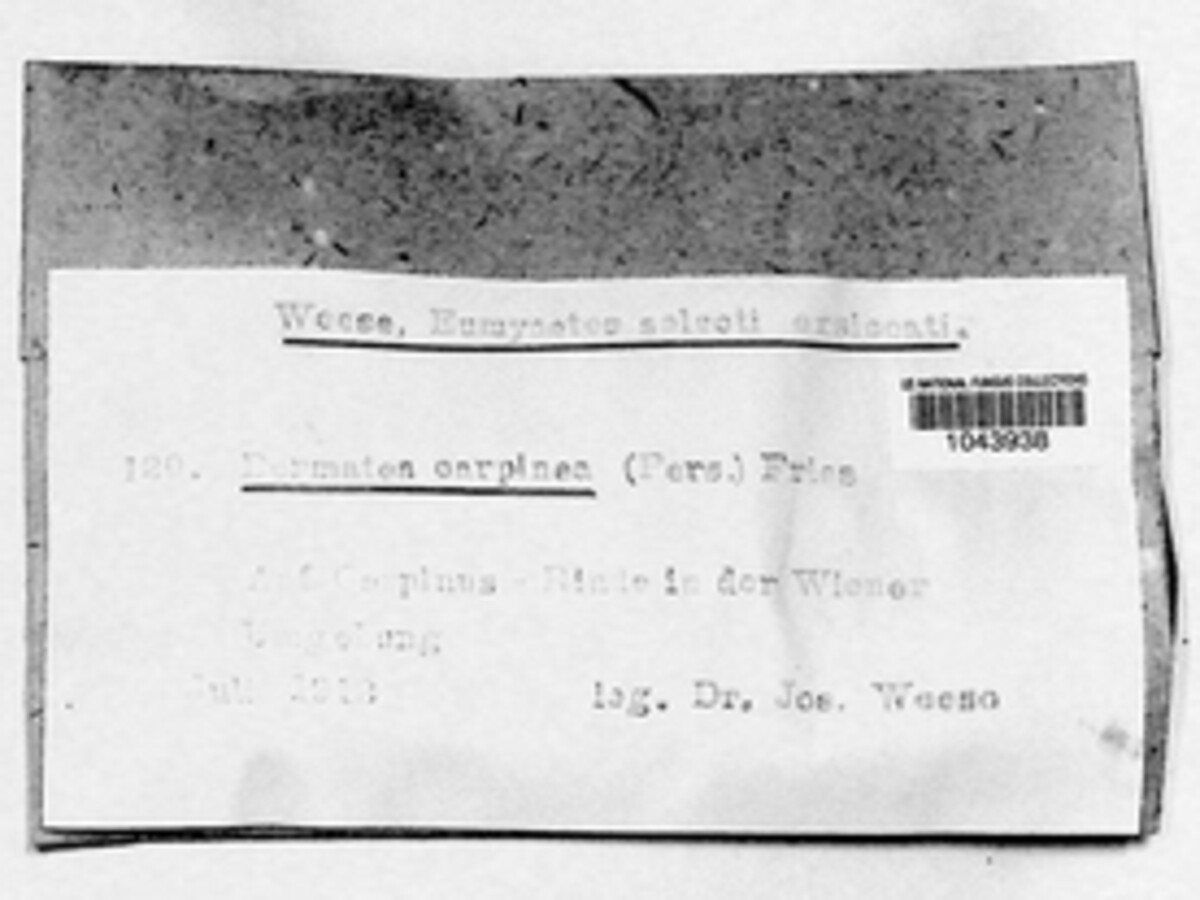 Weese, Eumycetes selecti exsiccati.
US NATIONAL FUNGUS COLLECTIONS
1043938
120. Dermatea carpinea (Pers.) Fries
Auf Carpinus - Rinde in der Wiener
Umgebung
Juli leg. Dr. Jos. Weese